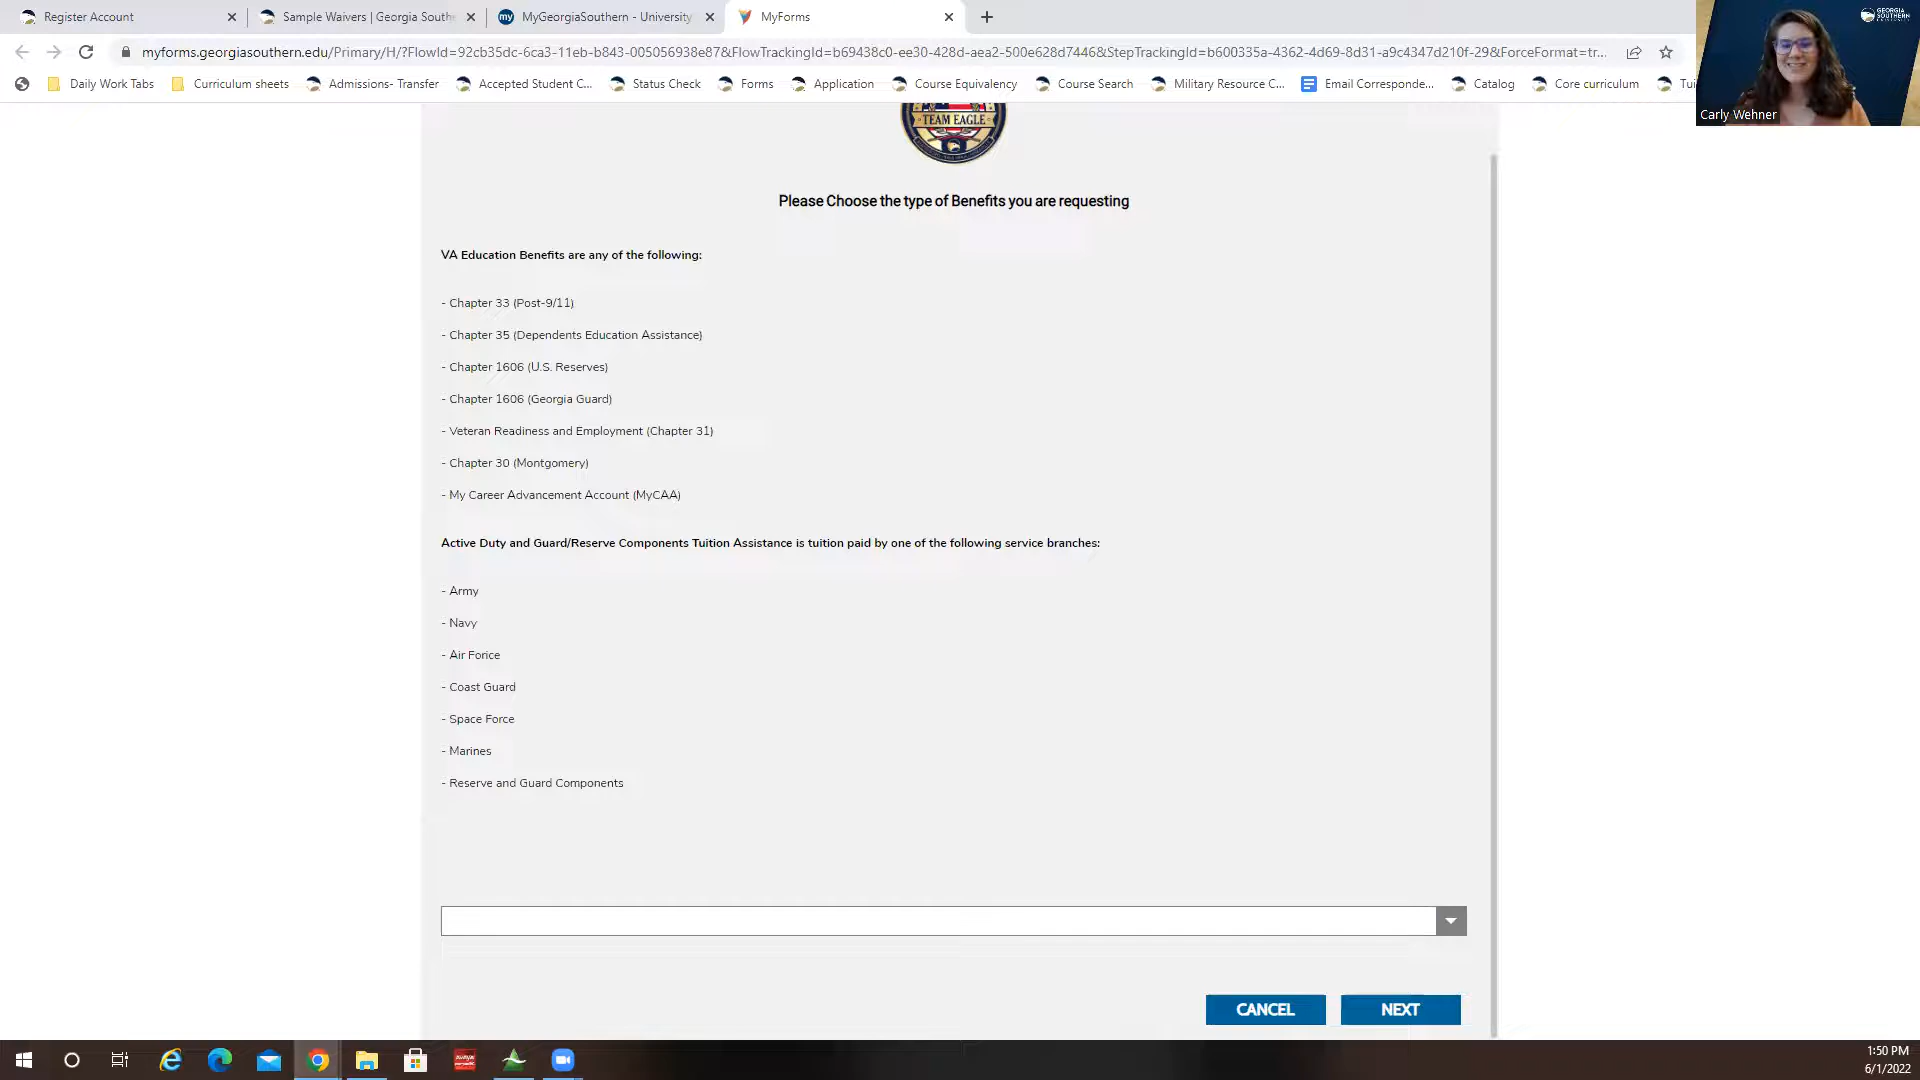 Register Account
Sample Waivers | Georgia South
MyGeorgiaSouthern - University
MyForms
myforms.georgiasouthern.edu/Primary/H/?FlowId=92cb35dc-6ca3-11eb-b843-005056938e87&FlowTrackingId=b69438c0-ee30-428d-aea2-500e628d7446&StepTrackingId=b600335a-4362-4d69-8d31-a9c4347d210f-29&ForceFormat=tr...
Daily Work Tabs
Curriculum sheets
Admissions- Transfer
Accepted Student C...
Status Check
Forms
Application
Course Equivalency
Course Search
Military Resource C...
Email Corresponde...
Catalog
Core curriculum
Tui
GEORGIA
SOUTHERN
Carly Wehner
TEAM EAGLE
Please Choose the type of Benefits you are requesting
VA Education Benefits are any of the following:
- Chapter 33 (Post-9/11)
- Chapter 35 (Dependents Education Assistance)
- Chapter 1606 (U.S. Reserves)
- Chapter 1606 (Georgia Guard)
- Veteran Readiness and Employment (Chapter 31)
- Chapter 30 (Montgomery)
- My Career Advancement Account (MyCAA)
Active Duty and Guard/Reserve Components Tuition Assistance is tuition paid by one of the following service branches:
- Army
- Navy
- Air Forice
- Coast Guard
- Space Force
- Marines
- Reserve and Guard Components
CANCEL
NEXT
1:50 PM
6/1/2022